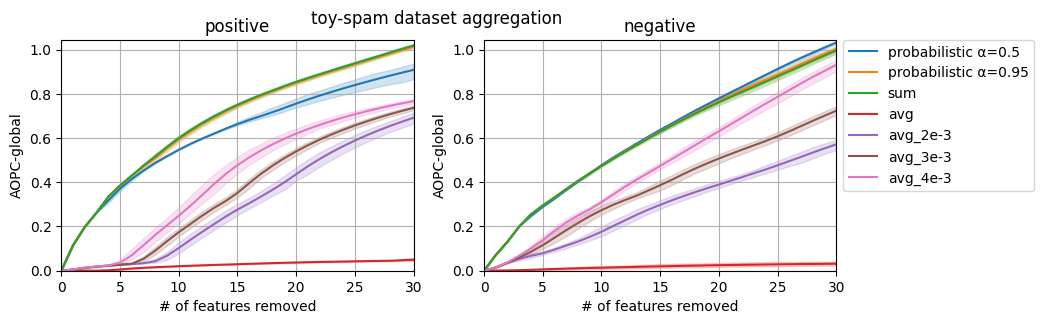 toy-spam dataset aggregation
positive
negative
AOPC-global
1.0
0.8
0.6
0.4
0.2
0.0
0 5 10 15 20 25 30
# of features removed
AOPC-global
1.0
0.8
0.6
0.4
0.2
0.0
0 5 10 15 20 25 30
# of features removed
probabilistic α=0.5
probabilistic α=0.95
sum
avg
avg_2e-3
avg_3e-3
avg_4e-3